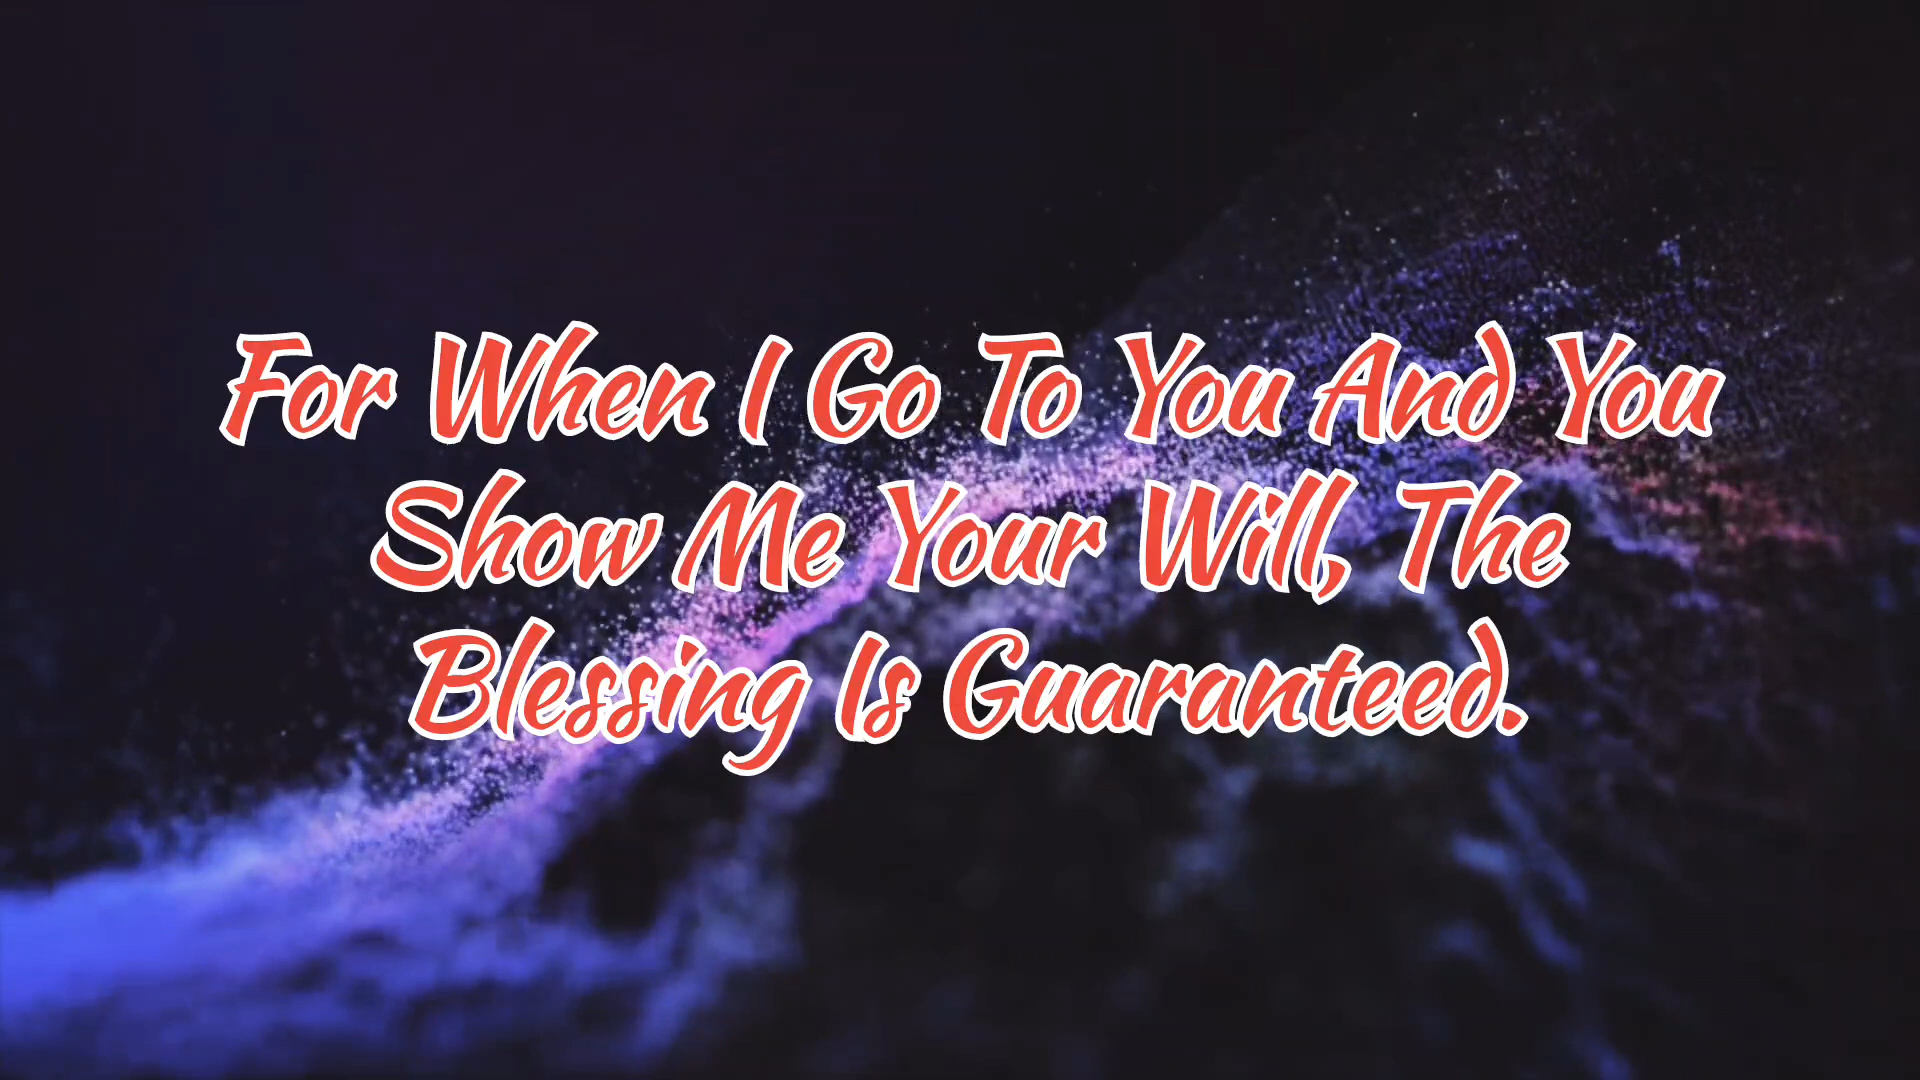 For When I Go To You And You
Show Me Your Will, The
Blessing Is Guaranteed.